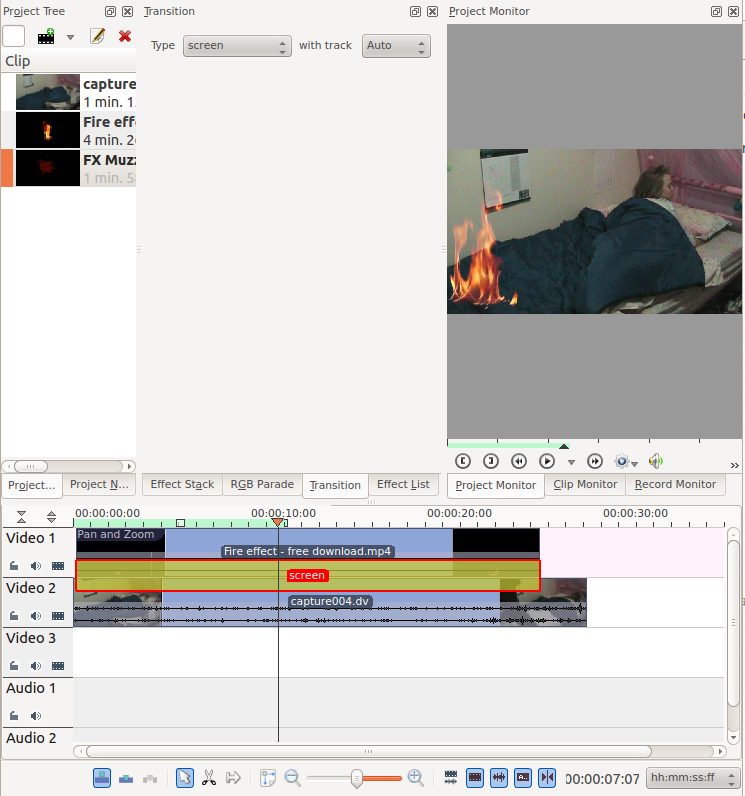 Project Tree
Transition
Project Monitor
Type
screen
with track
Auto
Clip
capture
1 min. 1
Fire eff
4 min. 2
FX Muzz
1 min. 5
Project...
Project N...
Effect Stack
RGB Parade
Transition
Effect List
Project Monitor
Clip Monitor
Record Monitor
00:00:00:00
00:00:10:00
00:00:20:00
00:00:30:00
Video 1
Pan and Zoom
Fire effect - free download.mp4
screen
Video 2
capture004.dv
Video 3
Audio 1
Audio 2
00:00:07:07
hh:mm:ss:ff